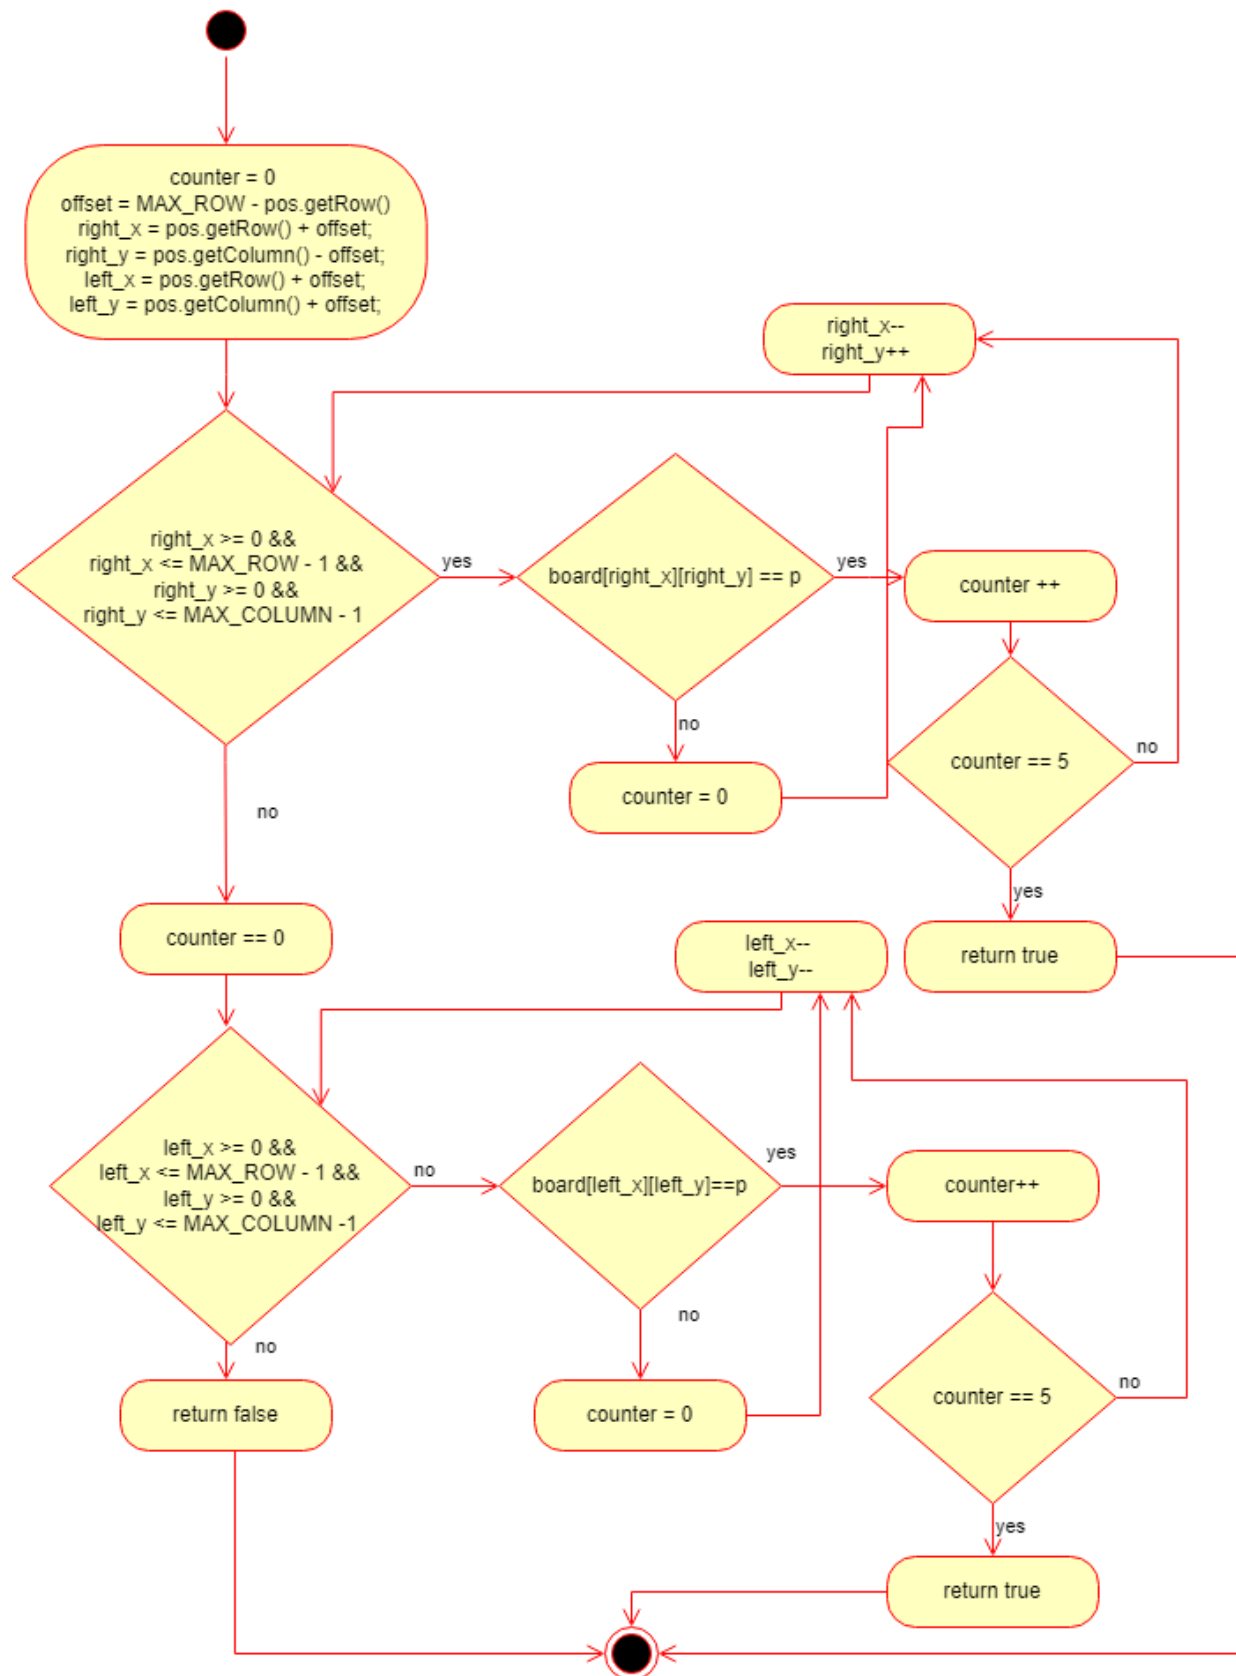 counter = 0
offset = MAX_ROW - pos.getRow()
right_x = pos.getRow() + offset;
right_y = pos.getColumn() - offset;
left_x = pos.getRow() + offset;
left_y = pos.getColumn() + offset;
right_x--
right_y++
right_x >= 0 &&
right_x <= MAX_ROW - 1 &&
right_y >= 0 &&
right_y <= MAX_COLUMN - 1
yes
board[right_x][right_y] == p
yes
counter ++
no
counter = 0
counter == 5
no
no
yes
counter == 0
left_x--
left_y--
return true
left_x >= 0 &&
left_x <= MAX_ROW - 1 &&
left_y >= 0 &&
left_y <= MAX_COLUMN -1
no
board[left_x][left_y]==p
yes
counter++
no
no
counter == 5
no
return false
counter = 0
yes
return true